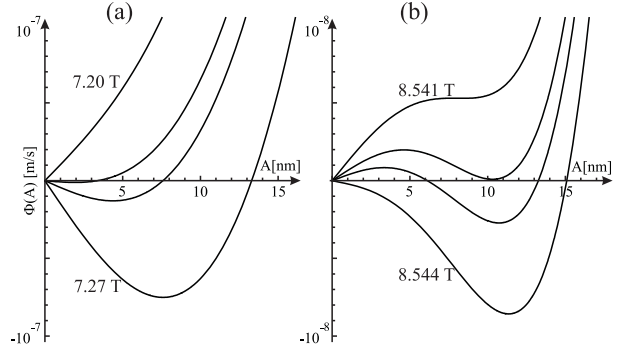 (a)
10⁻⁷
7.20 T
Φ(A) [m/s]
A[nm]
5
10
15
7.27 T
-10⁻⁷
(b)
10⁻⁸
8.541 T
A[nm]
5
10
15
8.544 T
-10⁻⁸